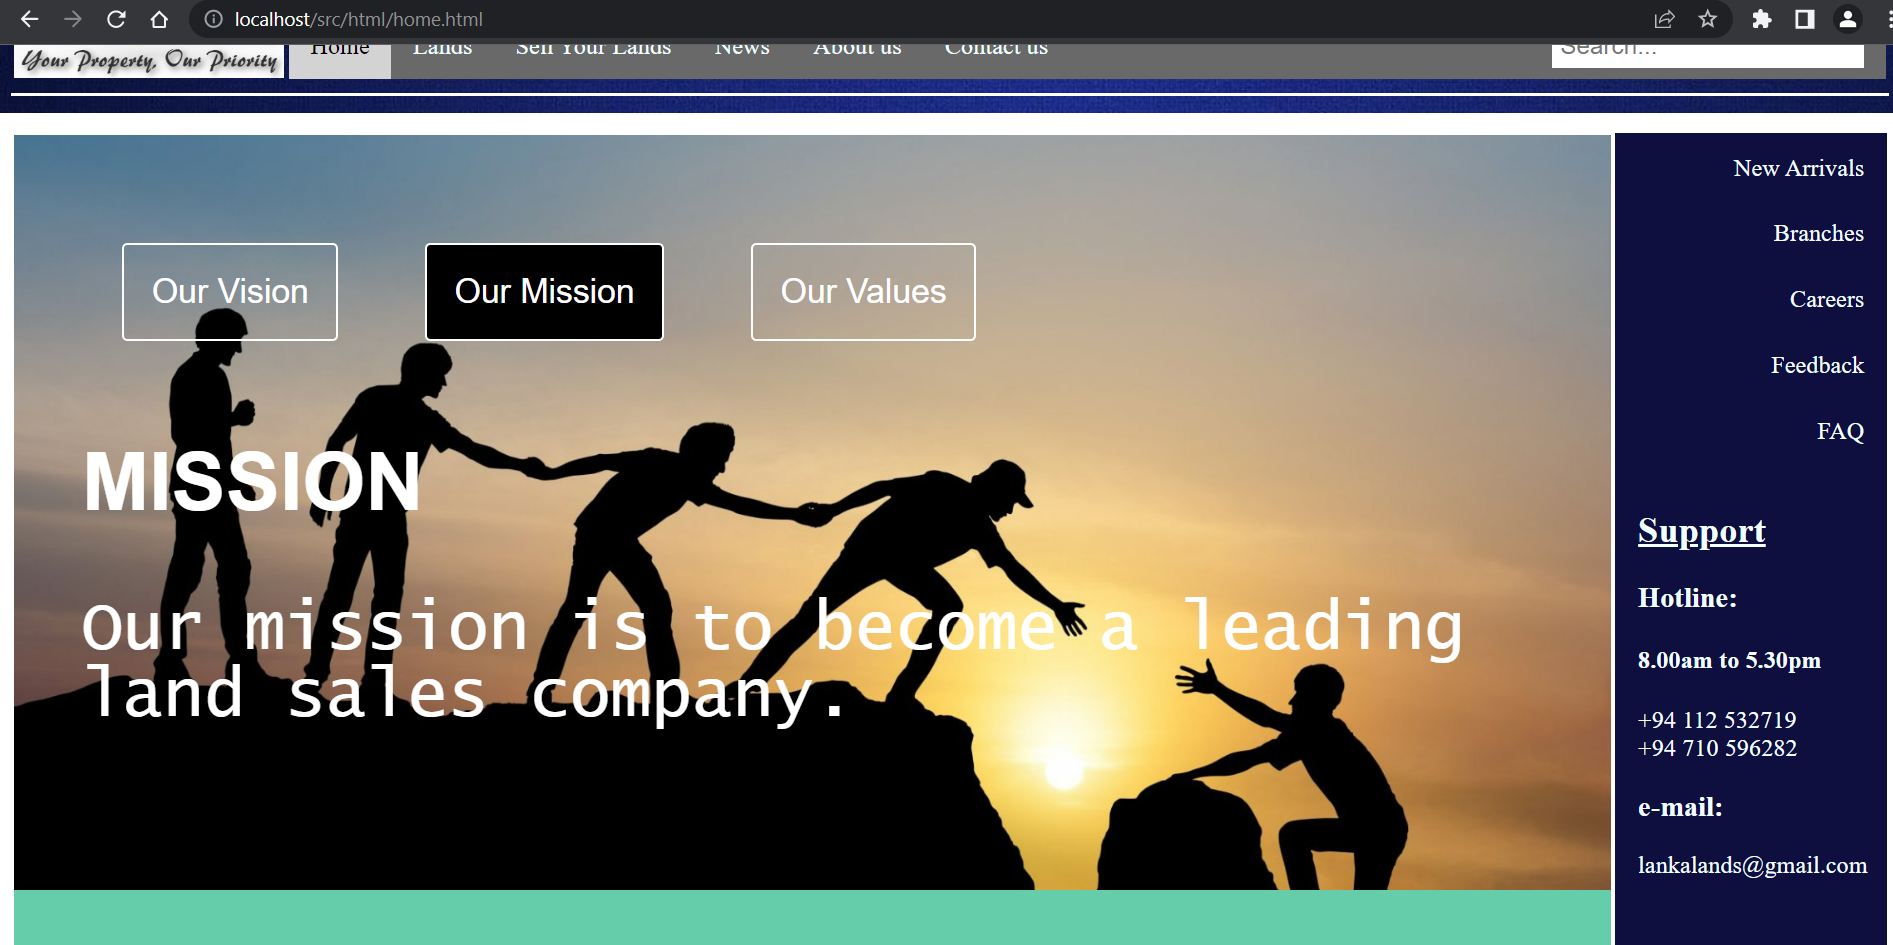 localhost/src/html/home.html
Your Property, Our Priority
Home Lands Sell Your Lands News About us Contact us
Search...
New Arrivals
Branches
Careers
Feedback
FAQ
Our Vision Our Mission Our Values
MISSION
Our mission is to become a leading
land sales company.
Support
Hotline:
8.00am to 5.30pm
+94 112 532719
+94 710 596282
e-mail:
lankalands@gmail.com